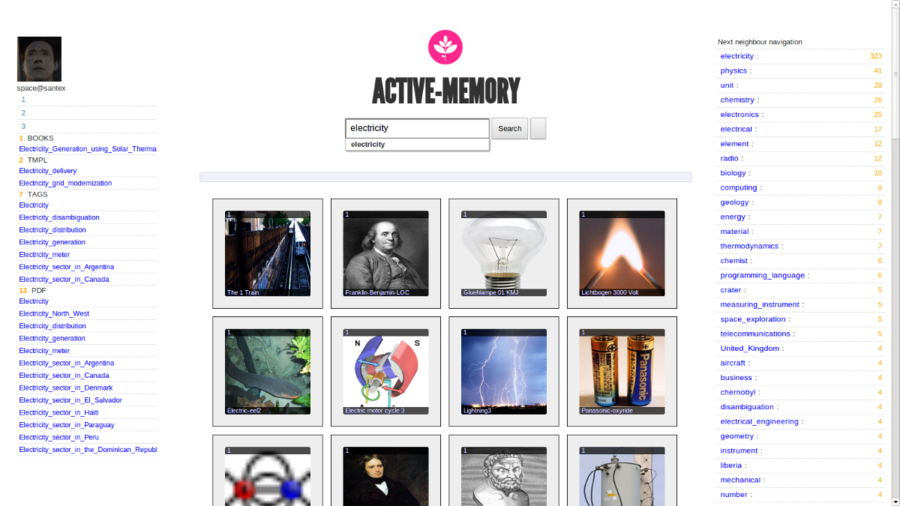 space@santex
1
2
3
1 BOOKS
Electricity_Generation_using_Solar_Therma
2 TMPL
Electricity_delivery
Electricity_grid_modernization
7 TAGS
Electricity
Electricity_disambiguation
Electricity_distribution
Electricity_generation
Electricity_meter
Electricity_sector_in_Argentina
Electricity_sector_in_Canada
13 PDF
Electricity
Electricity_North_West
Electricity_distribution
Electricity_generation
Electricity_meter
Electricity_sector_in_Argentina
Electricity_sector_in_Canada
Electricity_sector_in_Denmark
Electricity_sector_in_El_Salvador
Electricity_sector_in_Haiti
Electricity_sector_in_Paraguay
Electricity_sector_in_Peru
Electricity_sector_in_the_Dominican_Republ
ACTIVE-MEMORY
electricity Search
electricity
1 1 1 1
The 1 Train Franklin-Benjamin-LOC Gluehlampe 01 KMJ Lichtbogen 3000 Volt
1 1 1 1
N S
Panasonic
Electric-eel2 Electric motor cycle 3 Lightning3 Panasonic-oxyride
1 1 1 1
Next neighbour navigation
electricity : 323
physics : 41
unit : 29
chemistry : 26
electronics : 25
electrical : 17
element : 12
radio : 12
biology : 10
computing : 8
geology : 8
energy : 7
material : 7
thermodynamics : 7
chemist : 6
programming_language : 6
crater : 5
measuring_instrument : 5
space_exploration : 5
telecommunications : 5
United_Kingdom : 4
aircraft : 4
business : 4
chernobyl : 4
disambiguation : 4
electrical_engineering : 4
geometry : 4
instrument : 4
liberia : 4
mechanical : 4
number : 4